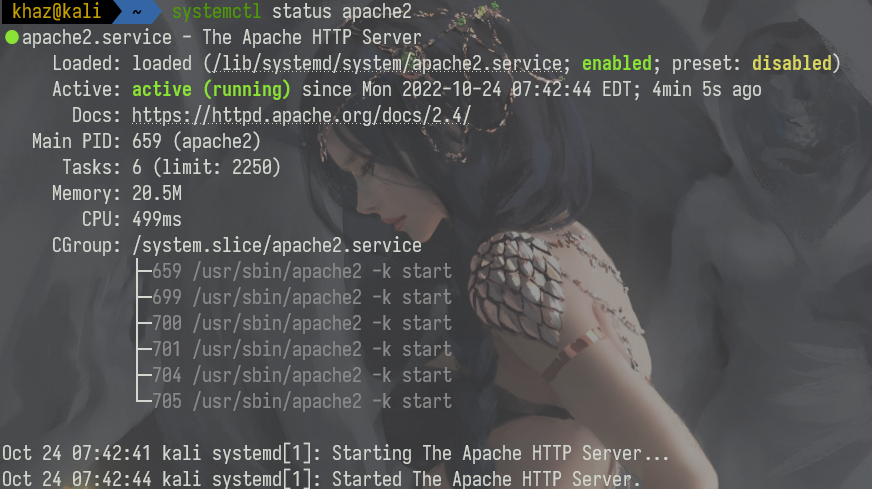 khaz@kali ~ systemctl status apache2
● apache2.service - The Apache HTTP Server
Loaded: loaded (/lib/systemd/system/apache2.service; enabled; preset: disabled)
Active: active (running) since Mon 2022-10-24 07:42:44 EDT; 4min 5s ago
Docs: https://httpd.apache.org/docs/2.4/
Main PID: 659 (apache2)
Tasks: 6 (limit: 2250)
Memory: 20.5M
CPU: 499ms
CGroup: /system.slice/apache2.service
├─659 /usr/sbin/apache2 -k start
├─699 /usr/sbin/apache2 -k start
├─700 /usr/sbin/apache2 -k start
├─701 /usr/sbin/apache2 -k start
├─704 /usr/sbin/apache2 -k start
└─705 /usr/sbin/apache2 -k start
Oct 24 07:42:41 kali systemd[1]: Starting The Apache HTTP Server...
Oct 24 07:42:44 kali systemd[1]: Started The Apache HTTP Server.